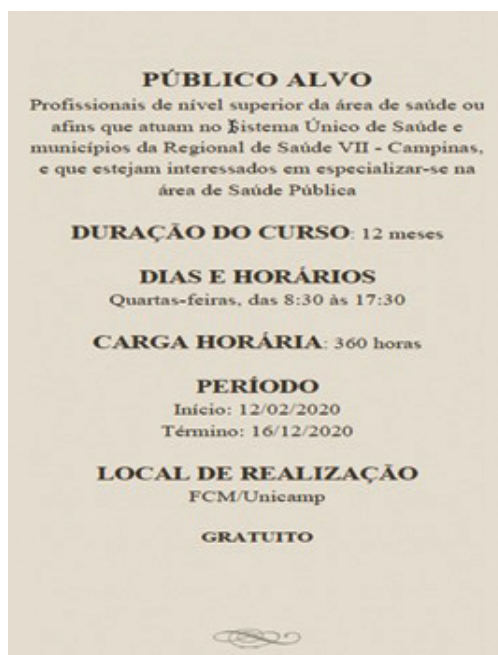 PÚBLICO ALVO
Profissionais de nível superior da área de saúde ou
afins que atuam no Sistema Único de Saúde e
municípios da Regional de Saúde VII - Campinas,
e que estejam interessados em especializar-se na
área de Saúde Pública
DURAÇÃO DO CURSO: 12 meses
DIAS E HORÁRIOS
Quartas-feiras, das 8:30 às 17:30
CARGA HORÁRIA: 360 horas
PERÍODO
Início: 12/02/2020
Término: 16/12/2020
LOCAL DE REALIZAÇÃO
FCM/Unicamp
GRATUITO